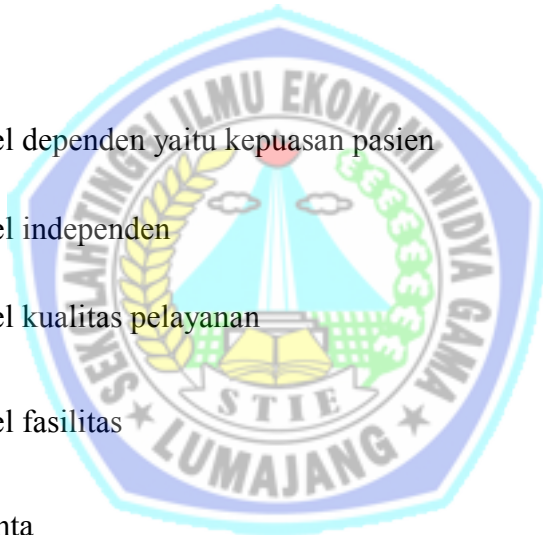 SEKOLAH TINGGI ILMU EKONOMI WIDYA GAMA
el dependen yaitu kepuasan pasien
el independen
el kualitas pelayanan
el fasilitas
STIE
LUMAJANG
nta